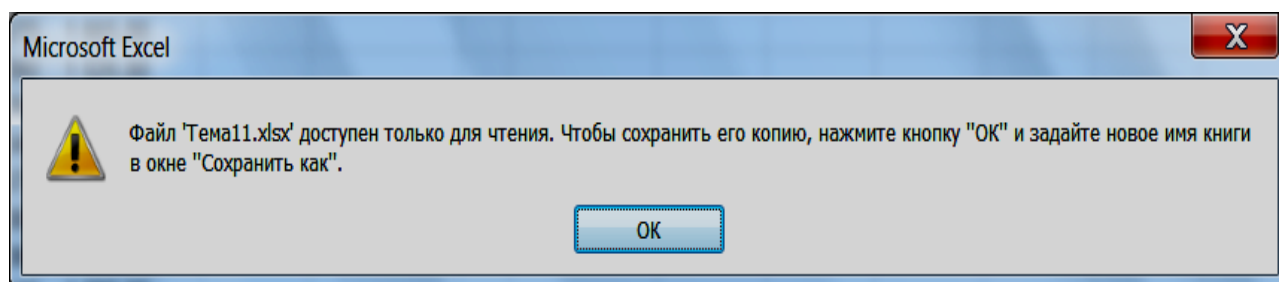 Microsoft Excel
Файл 'Тема11.xlsx' доступен только для чтения. Чтобы сохранить его копию, нажмите кнопку "ОК" и задайте новое имя книги
в окне "Сохранить как".
ОК